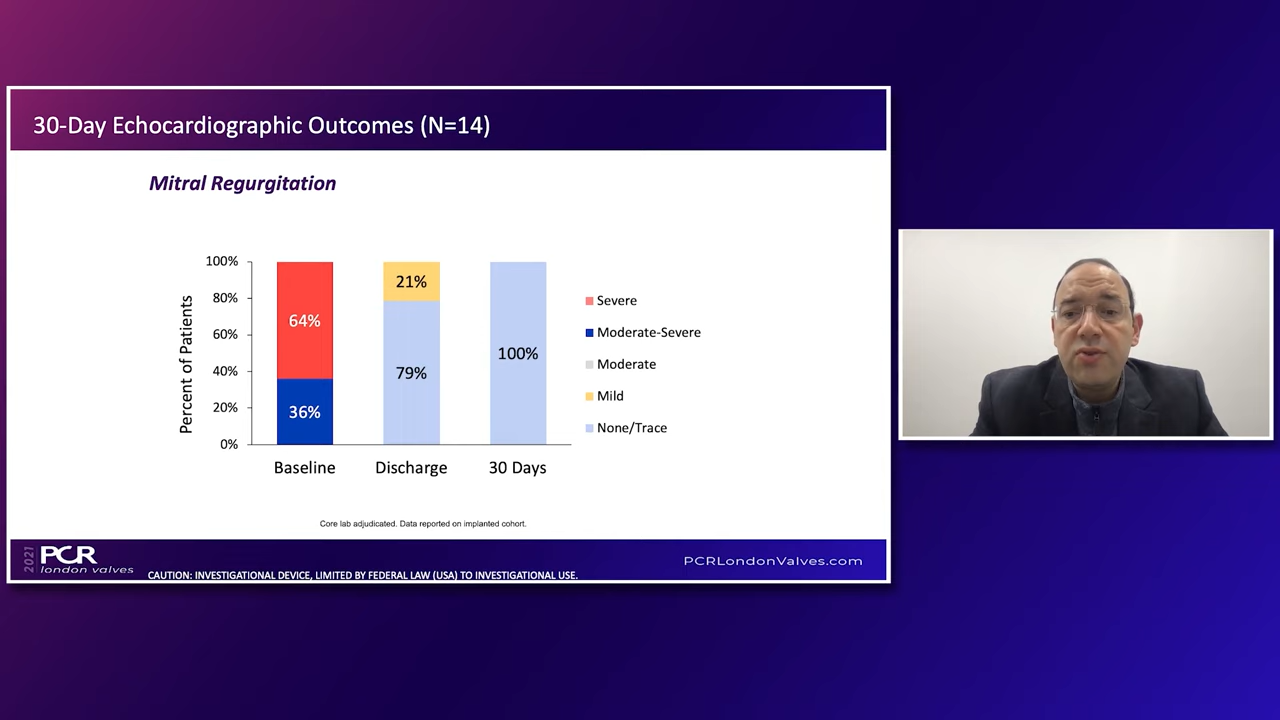 30-Day Echocardiographic Outcomes (N=14)
Mitral Regurgitation
Percent of Patients
100%
80%
60%
40%
20%
0%
64%
36%
21%
79%
100%
Baseline
Discharge
30 Days
Severe
Moderate-Severe
Moderate
Mild
None/Trace
Core lab adjudicated. Data reported on implanted cohort.
2021
PCR
london valves
CAUTION: INVESTIGATIONAL DEVICE, LIMITED BY FEDERAL LAW (USA) TO INVESTIGATIONAL USE.
PCRLondonValves.com